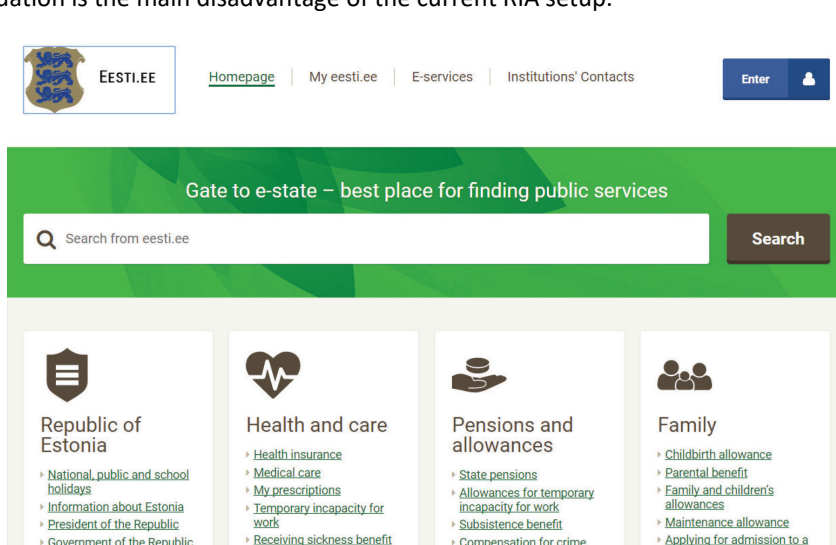 dation is the main disadvantage of the current RIA setup.
EESTI.EE
Homepage
My eesti.ee
E-services
Institutions' Contacts
Enter
Gate to e-state – best place for finding public services
Search from eesti.ee
Search
Republic of
Estonia
National, public and school
holidays
Information about Estonia
President of the Republic
Government of the Republic
Health and care
Health insurance
Medical care
My prescriptions
Temporary incapacity for
work
Receiving sickness benefit
Pensions and
allowances
State pensions
Allowances for temporary
incapacity for work
Subsistence benefit
Compensation for crime
Family
Childbirth allowance
Parental benefit
Family and children's
allowances
Maintenance allowance
Applying for admission to a